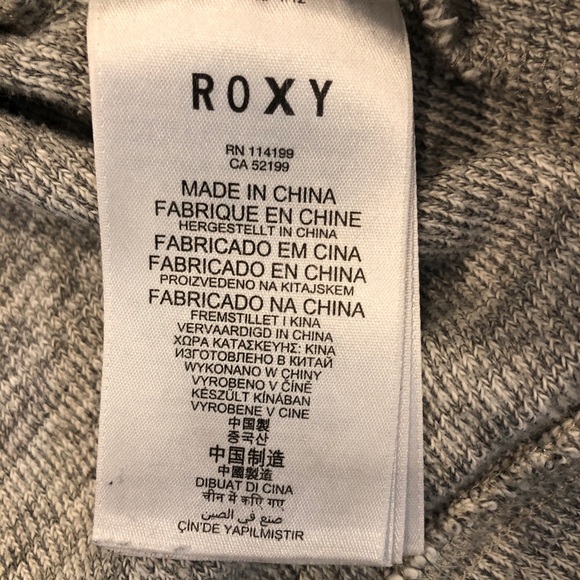 ROXY
RN 114199
CA 52199
MADE IN CHINA
FABRIQUE EN CHINE
HERGESTELLT IN CHINA
FABRICADO EM CINA
FABRICADO EN CHINA
PROIZVEDENO NA KITAJSKEM
FABRICADO NA CHINA
FREMSTILLET I KINA
VERVAARDIGD IN CHINA
ΧΩΡΑ ΚΑΤΑΣΚΕΥΗΣ: ΚΙΝΑ
ИЗГОТОВЛЕНО В КИТАЙ
WYKONANO W CHINY
VYROBENO V ČÍNĚ
KÉSZÜLT KÍNÁBAN
VYROBENE V CINE
中国製
중국산
中国制造
中國製造
DIBUAT DI CINA
चीन में कऐि गए
صنع في الصين
ÇİN'DE YAPILMIŞTIR